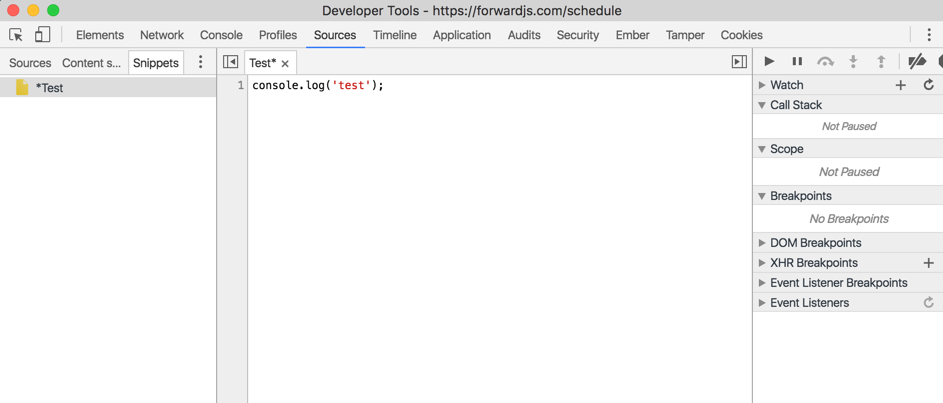 Developer Tools - https://forwardjs.com/schedule
Elements Network Console Profiles Sources Timeline Application Audits Security Ember Tamper Cookies
Sources Content s... Snippets
*Test
Test* ×
1 console.log('test');
Watch
Call Stack
Not Paused
Scope
Not Paused
Breakpoints
No Breakpoints
DOM Breakpoints
XHR Breakpoints
Event Listener Breakpoints
Event Listeners